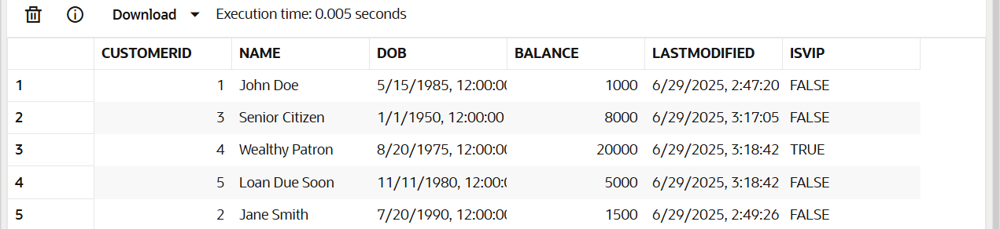 Download Execution time: 0.005 seconds
CUSTOMERID NAME DOB BALANCE LASTMODIFIED ISVIP
1 1 John Doe 5/15/1985, 12:00:00 1000 6/29/2025, 2:47:20 FALSE
2 3 Senior Citizen 1/1/1950, 12:00:00 8000 6/29/2025, 3:17:05 FALSE
3 4 Wealthy Patron 8/20/1975, 12:00:00 20000 6/29/2025, 3:18:42 TRUE
4 5 Loan Due Soon 11/11/1980, 12:00:0 5000 6/29/2025, 3:18:42 FALSE
5 2 Jane Smith 7/20/1990, 12:00:00 1500 6/29/2025, 2:49:26 FALSE